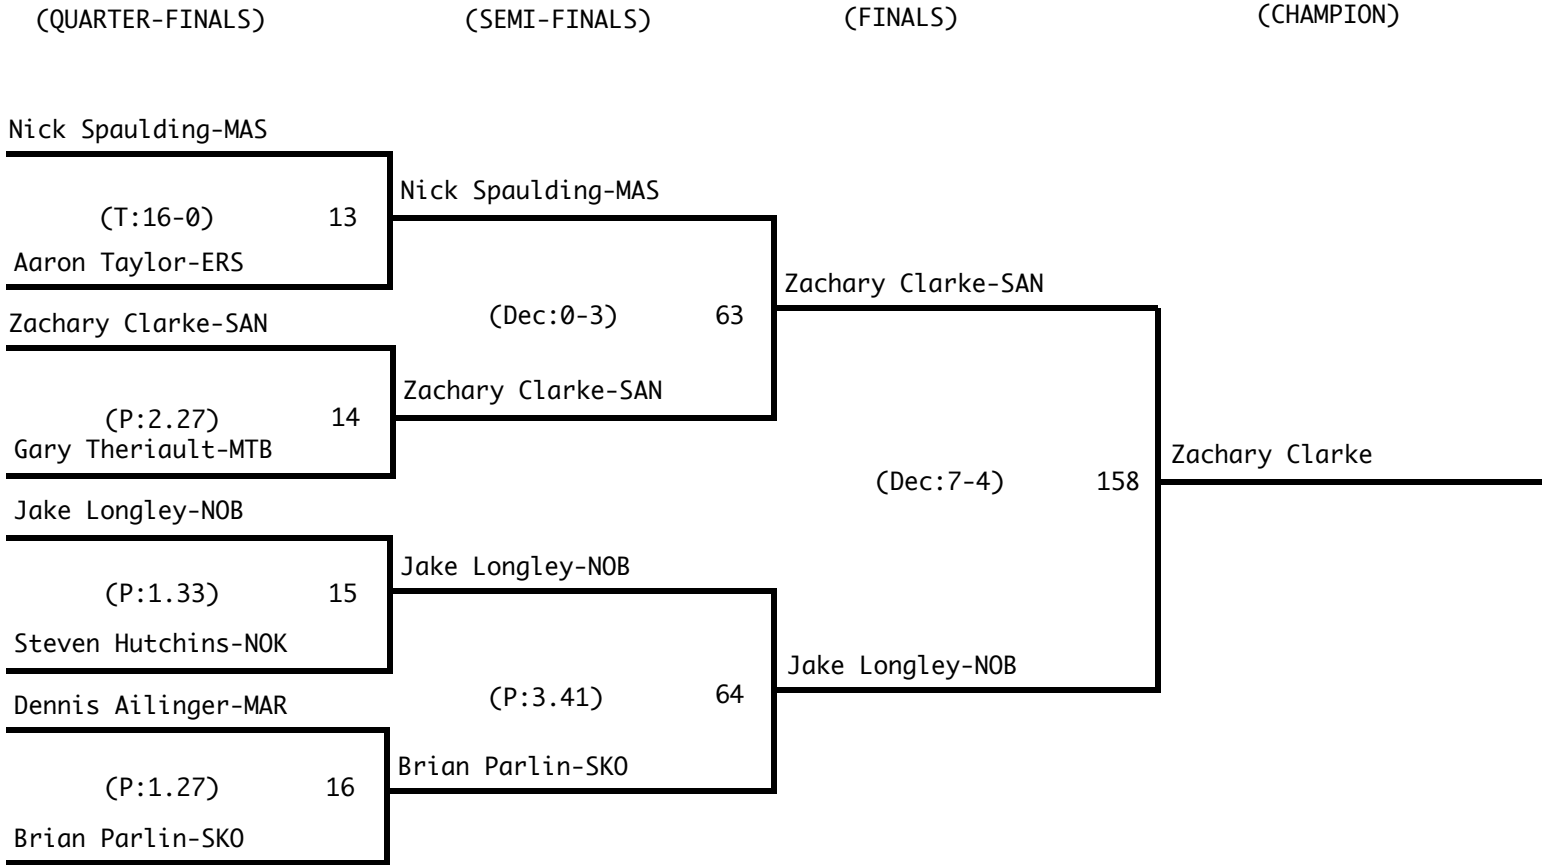 (QUARTER-FINALS)
(SEMI-FINALS)
(FINALS)
(CHAMPION)
Nick Spaulding-MAS
(T:16-0) 13
Aaron Taylor-ERS
Zachary Clarke-SAN
(P:2.27) 14
Gary Theriault-MTB
Jake Longley-NOB
(P:1.33) 15
Steven Hutchins-NOK
Dennis Ailinger-MAR
(P:1.27) 16
Brian Parlin-SKO
Nick Spaulding-MAS
(Dec:0-3) 63
Zachary Clarke-SAN
Jake Longley-NOB
(P:3.41) 64
Brian Parlin-SKO
Zachary Clarke-SAN
(Dec:7-4) 158
Jake Longley-NOB
Zachary Clarke